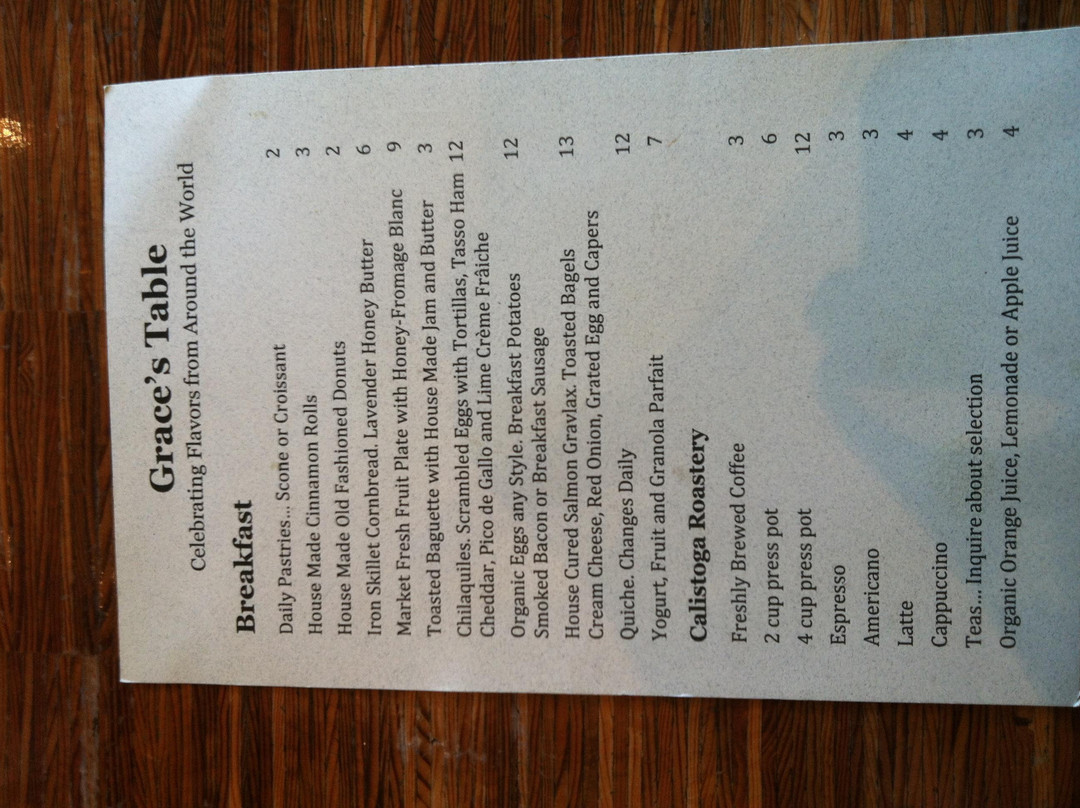 Grace's Table
Celebrating Flavors from Around the World
Breakfast
Daily Pastries... Scone or Croissant 2
House Made Cinnamon Rolls 3
House Made Old Fashioned Donuts 2
Iron Skillet Cornbread. Lavender Honey Butter 6
Market Fresh Fruit Plate with Honey-Fromage Blanc 9
Toasted Baguette with House Made Jam and Butter 3
Chilaquiles. Scrambled Eggs with Tortillas, Tasso Ham 12
Cheddar, Pico de Gallo and Lime Crème Frâiche
Organic Eggs any Style. Breakfast Potatoes 12
Smoked Bacon or Breakfast Sausage
House Cured Salmon Gravlax. Toasted Bagels 13
Cream Cheese, Red Onion, Grated Egg and Capers
Quiche. Changes Daily 12
Yogurt, Fruit and Granola Parfait 7
Calistoga Roastery
Freshly Brewed Coffee 3
2 cup press pot 6
4 cup press pot 12
Espresso 3
Americano 3
Latte 4
Cappuccino 4
Teas... Inquire about selection 3
Organic Orange Juice, Lemonade or Apple Juice 4